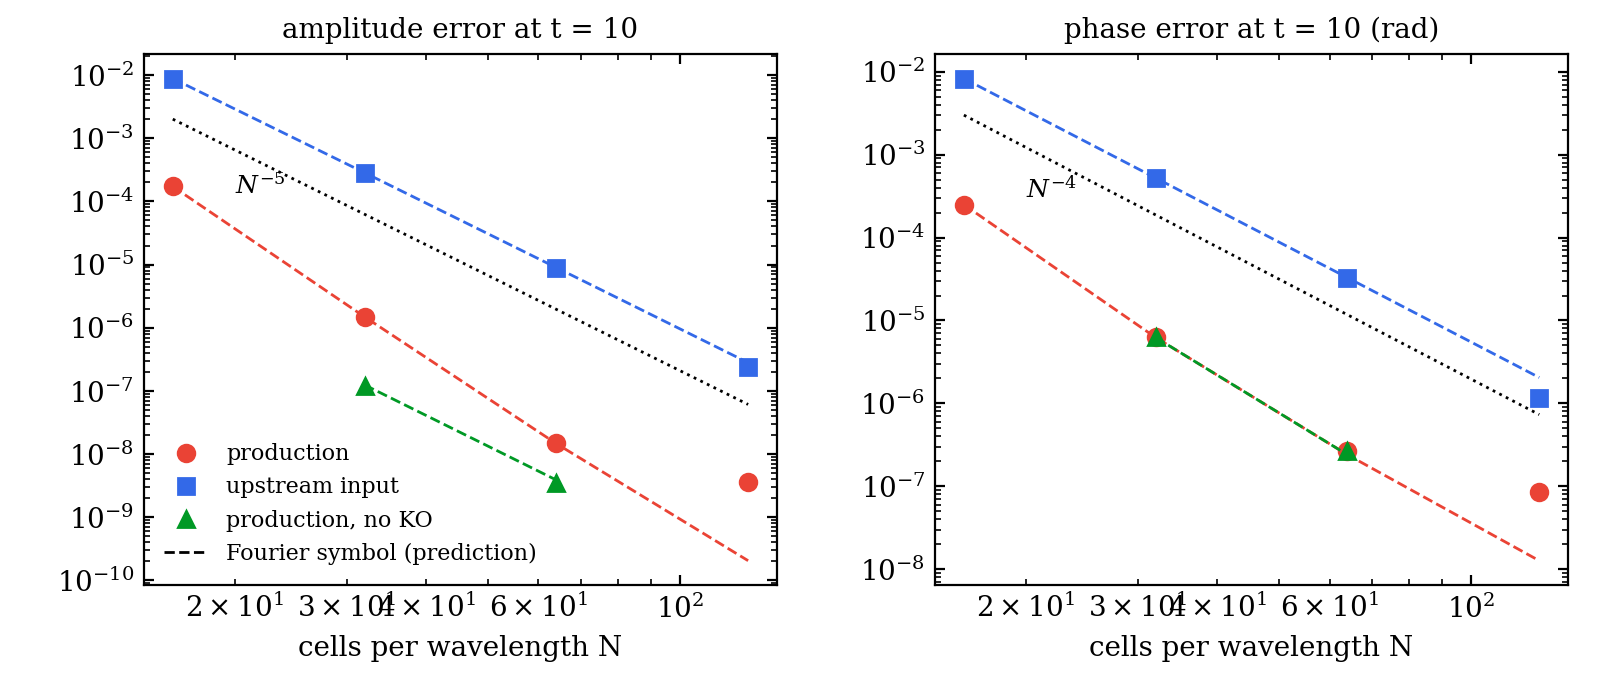 amplitude error at t = 10
10⁻²
10⁻³
10⁻⁴
10⁻⁵
10⁻⁶
10⁻⁷
10⁻⁸
10⁻⁹
10⁻¹⁰
N⁻⁵
production
upstream input
production, no KO
Fourier symbol (prediction)
2 × 10¹ 3 × 10¹ 4 × 10¹ 6 × 10¹ 10²
cells per wavelength N
phase error at t = 10 (rad)
10⁻²
10⁻³
10⁻⁴
10⁻⁵
10⁻⁶
10⁻⁷
10⁻⁸
N⁻⁴
2 × 10¹ 3 × 10¹ 4 × 10¹ 6 × 10¹ 10²
cells per wavelength N